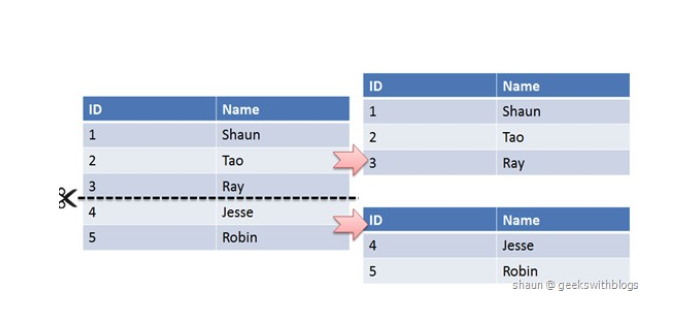 ID Name
1 Shaun
2 Tao
3 Ray
4 Jesse
5 Robin
ID Name
1 Shaun
2 Tao
3 Ray
ID Name
4 Jesse
5 Robin
shaun @ geekswithblogs